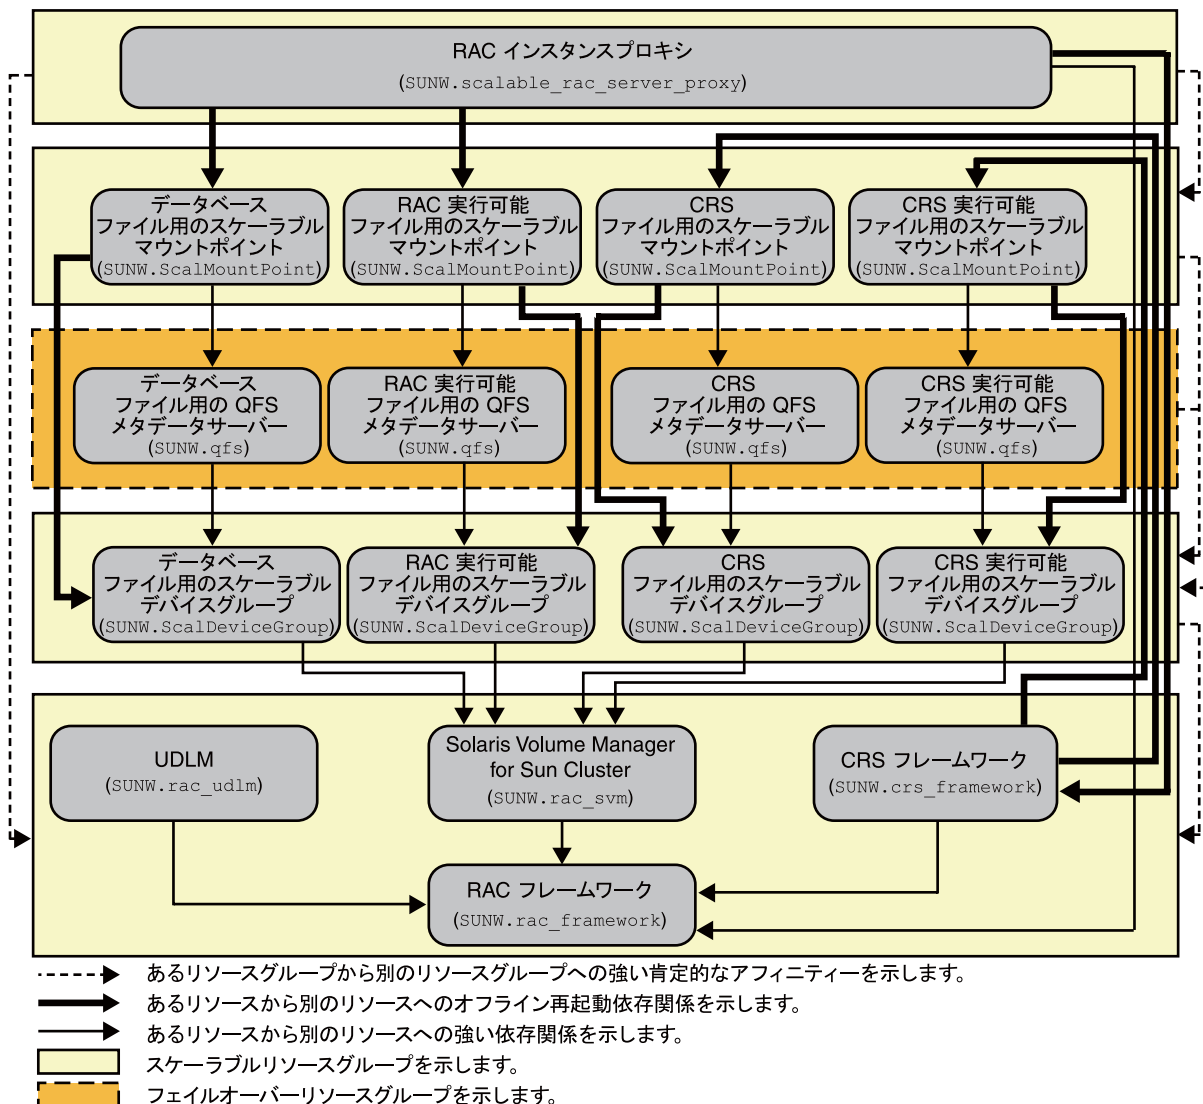 RAC インスタンスプロキシ
(SUNW.scalable_rac_server_proxy)
データベース
ファイル用のスケーラブル
マウントポイント
(SUNW.ScalMountPoint)
RAC 実行可能
ファイル用のスケーラブル
マウントポイント
(SUNW.ScalMountPoint)
CRS
ファイル用のスケーラブル
マウントポイント
(SUNW.ScalMountPoint)
CRS 実行可能
ファイル用のスケーラブル
マウントポイント
(SUNW.ScalMountPoint)
データベース
ファイル用の QFS
メタデータサーバー
(SUNW.qfs)
RAC 実行可能
ファイル用の QFS
メタデータサーバー
(SUNW.qfs)
CRS
ファイル用の QFS
メタデータサーバー
(SUNW.qfs)
CRS 実行可能
ファイル用の QFS
メタデータサーバー
(SUNW.qfs)
データベース
ファイル用のスケーラブル
デバイスグループ
(SUNW.ScalDeviceGroup)
RAC 実行可能
ファイル用のスケーラブル
デバイスグループ
(SUNW.ScalDeviceGroup)
CRS
ファイル用のスケーラブル
デバイスグループ
(SUNW.ScalDeviceGroup)
CRS 実行可能
ファイル用のスケーラブル
デバイスグループ
(SUNW.ScalDeviceGroup)
UDLM
(SUNW.rac_udlm)
Solaris Volume Manager
for Sun Cluster
(SUNW.rac_svm)
CRS フレームワーク
(SUNW.crs_framework)
RAC フレームワーク
(SUNW.rac_framework)
あるリソースグループから別のリソースグループへの強い肯定的なアフィニティーを示します。
あるリソースから別のリソースへのオフライン再起動依存関係を示します。
あるリソースから別のリソースへの強い依存関係を示します。
スケーラブルリソースグループを示します。
フェイルオーバーリソースグループを示します。